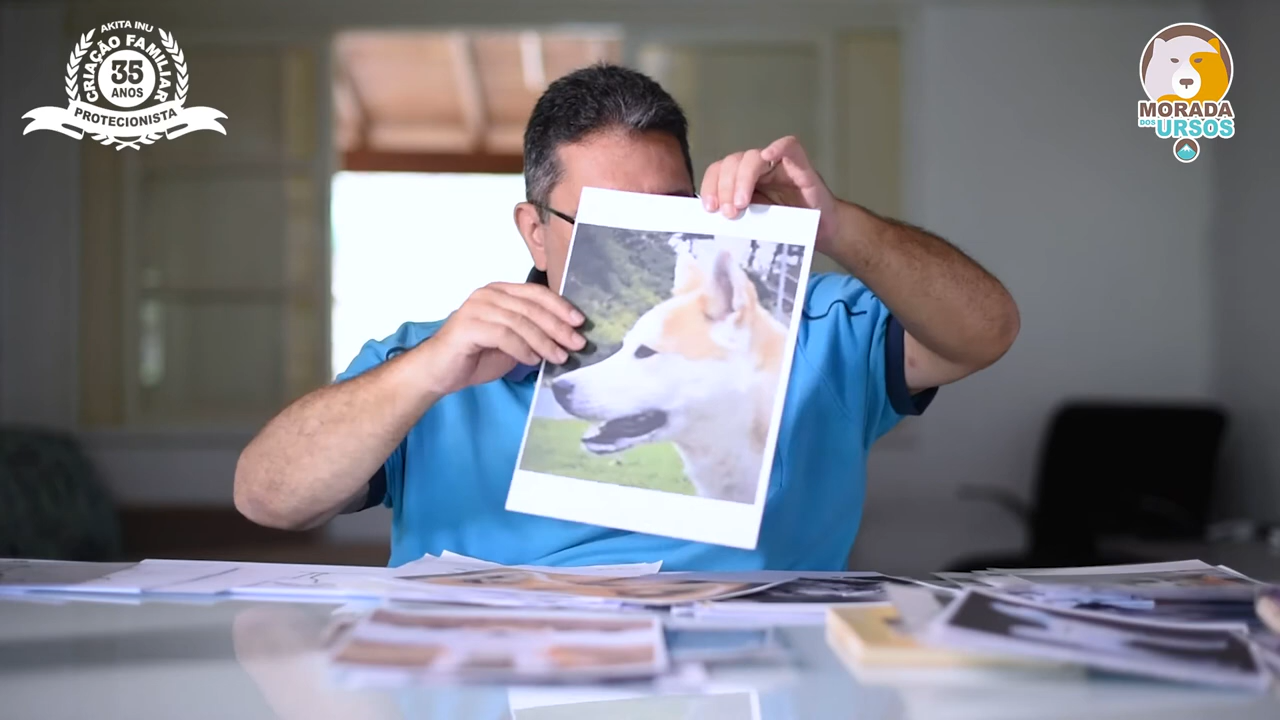 AKITA INU
CRIAÇÃO FAMILIAR
35
ANOS
PROTECIONISTA
MORADA
DOS
URSOS